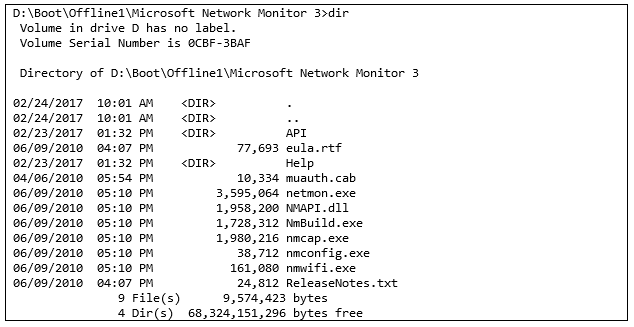 D:\Boot\Offline1\Microsoft Network Monitor 3>dir
 Volume in drive D has no label.
 Volume Serial Number is 0CBF-3BAF

 Directory of D:\Boot\Offline1\Microsoft Network Monitor 3

02/24/2017  10:01 AM    <DIR>          .
02/24/2017  10:01 AM    <DIR>          ..
02/23/2017  01:32 PM    <DIR>          API
06/09/2010  04:07 PM            77,693 eula.rtf
02/23/2017  01:32 PM    <DIR>          Help
04/06/2010  05:54 PM            10,334 muauth.cab
06/09/2010  05:10 PM         3,595,064 netmon.exe
06/09/2010  05:10 PM         1,958,200 NMAPI.dll
06/09/2010  05:10 PM         1,728,312 NmBuild.exe
06/09/2010  05:10 PM         1,980,216 nmcap.exe
06/09/2010  05:10 PM            38,712 nmconfig.exe
06/09/2010  05:10 PM           161,080 nmwifi.exe
06/09/2010  04:07 PM            24,812 ReleaseNotes.txt
               9 File(s)      9,574,423 bytes
               4 Dir(s)  68,324,151,296 bytes free